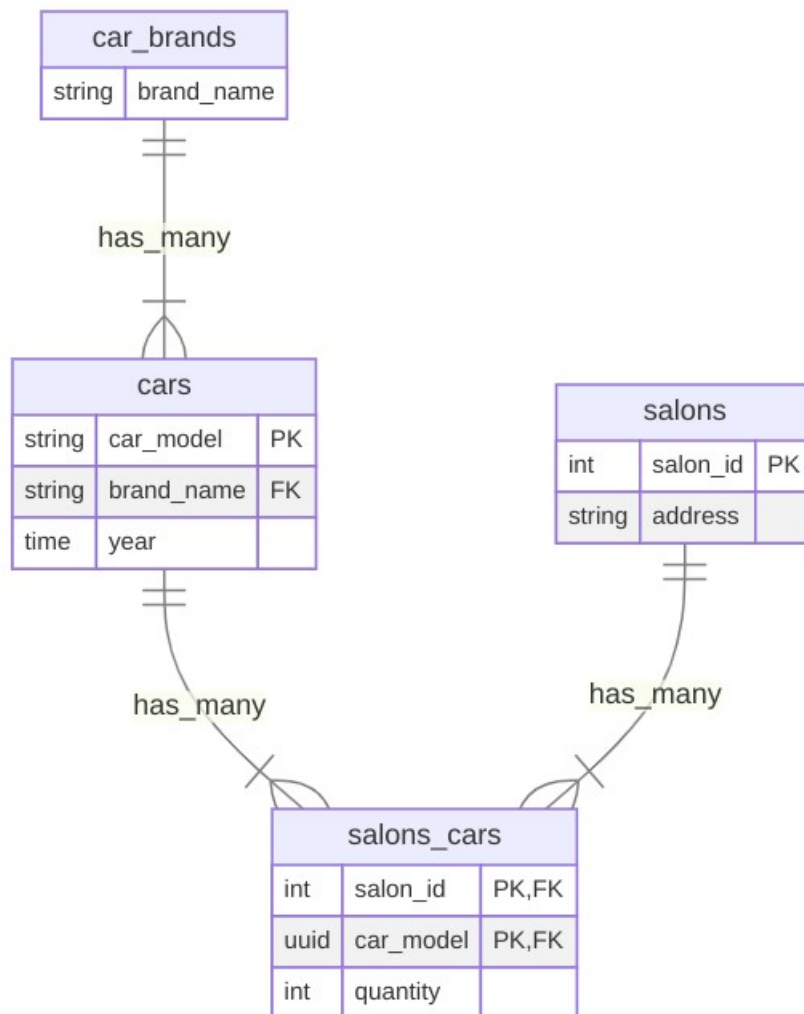 car_brands
string brand_name
has_many
cars
string car_model PK
string brand_name FK
time year
salons
int salon_id PK
string address
has_many
has_many
salons_cars
int salon_id PK,FK
uuid car_model PK,FK
int quantity